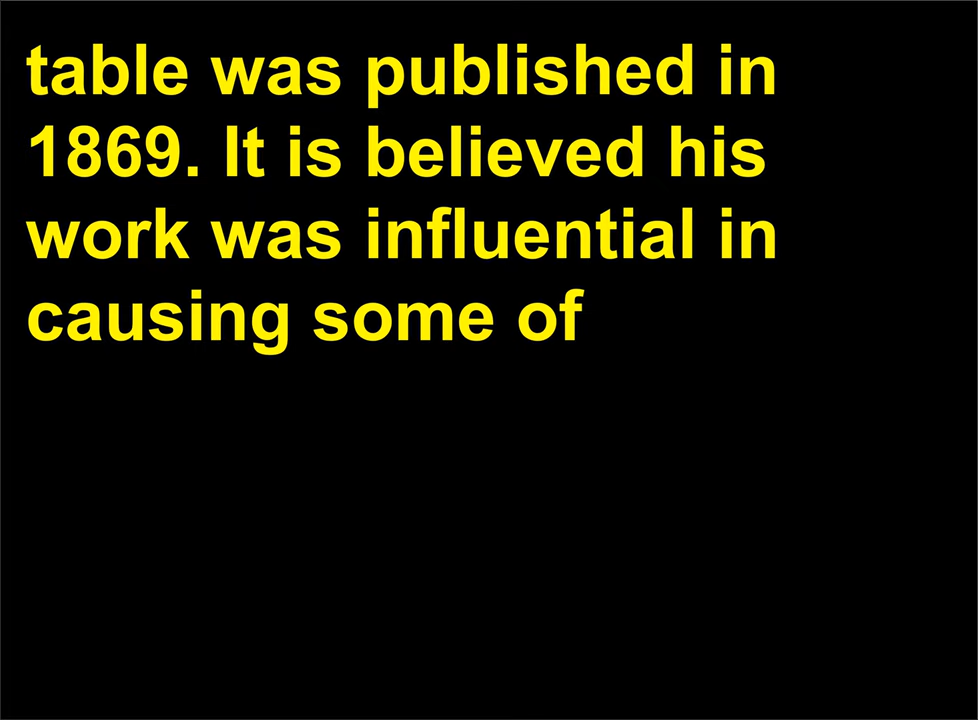 table was published in
1869. It is believed his
work was influential in
causing some of